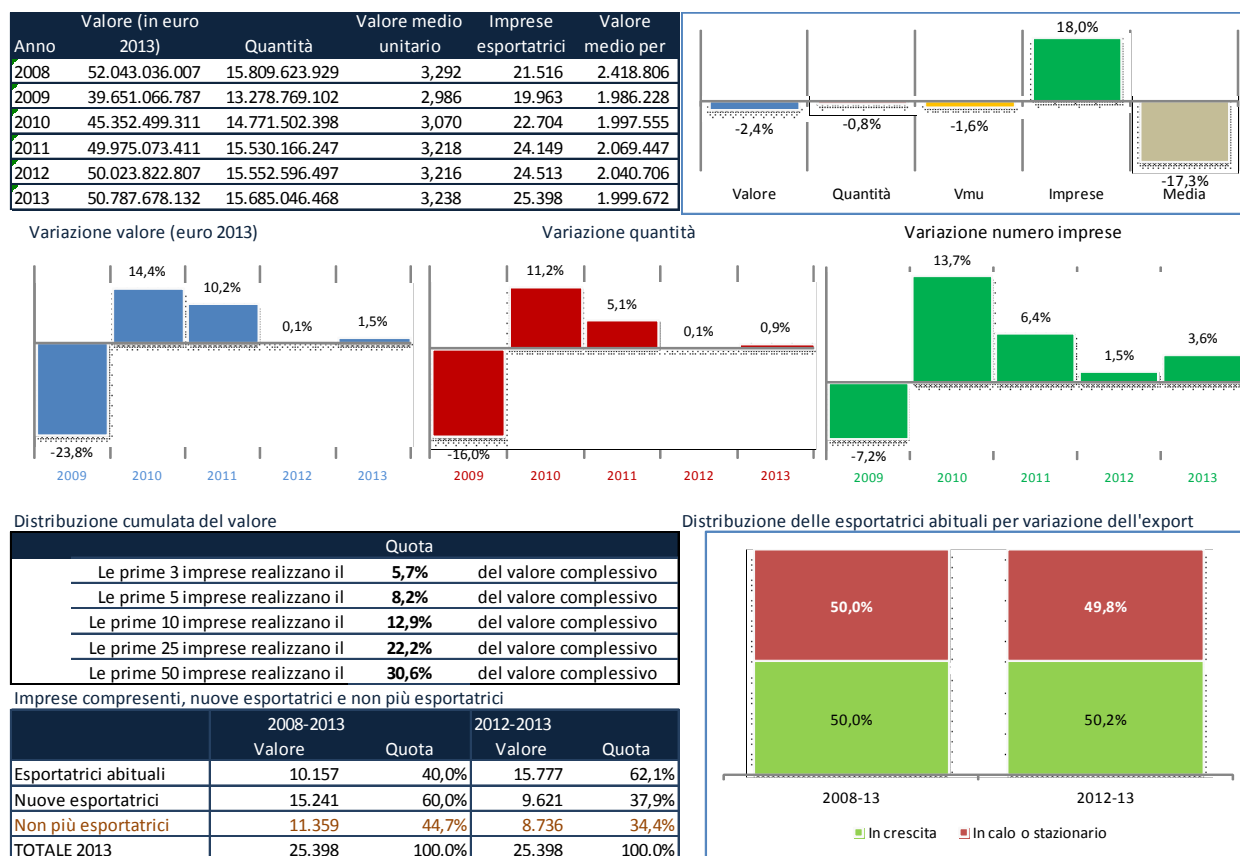 Anno Valore (in euro 2013) Quantità Valore medio unitario Imprese esportatrici Valore medio per
2008 52.043.036.007 15.809.623.929 3,292 21.516 2.418.806
2009 39.651.066.787 13.278.769.102 2,986 19.963 1.986.228
2010 45.352.499.311 14.771.502.398 3,070 22.704 1.997.555
2011 49.975.073.411 15.530.166.247 3,218 24.149 2.069.447
2012 50.023.822.807 15.552.596.497 3,216 24.513 2.040.706
2013 50.787.678.132 15.685.046.468 3,238 25.398 1.999.672
18,0%
-2,4% -0,8% -1,6%
-17,3%
Valore Quantità Vmu Imprese Media
Variazione valore (euro 2013)
14,4% 10,2% 0,1% 1,5%
-23,8%
2009 2010 2011 2012 2013
Variazione quantità
11,2% 5,1% 0,1% 0,9%
-16,0%
2009 2010 2011 2012 2013
Variazione numero imprese
13,7% 6,4% 1,5% 3,6%
-7,2%
2009 2010 2011 2012 2013
Distribuzione cumulata del valore
Quota
Le prime 3 imprese realizzano il 5,7% del valore complessivo
Le prime 5 imprese realizzano il 8,2% del valore complessivo
Le prime 10 imprese realizzano il 12,9% del valore complessivo
Le prime 25 imprese realizzano il 22,2% del valore complessivo
Le prime 50 imprese realizzano il 30,6% del valore complessivo
Imprese compresenti, nuove esportatrici e non più esportatrici
2008-2013 2012-2013
Valore Quota Valore Quota
Esportatrici abituali 10.157 40,0% 15.777 62,1%
Nuove esportatrici 15.241 60,0% 9.621 37,9%
Non più esportatrici 11.359 44,7% 8.736 34,4%
TOTALE 2013 25.398 100,0% 25.398 100,0%
Distribuzione delle esportatrici abituali per variazione dell'export
50,0% 49,8%
50,0% 50,2%
2008-13 2012-13
In crescita In calo o stazionario